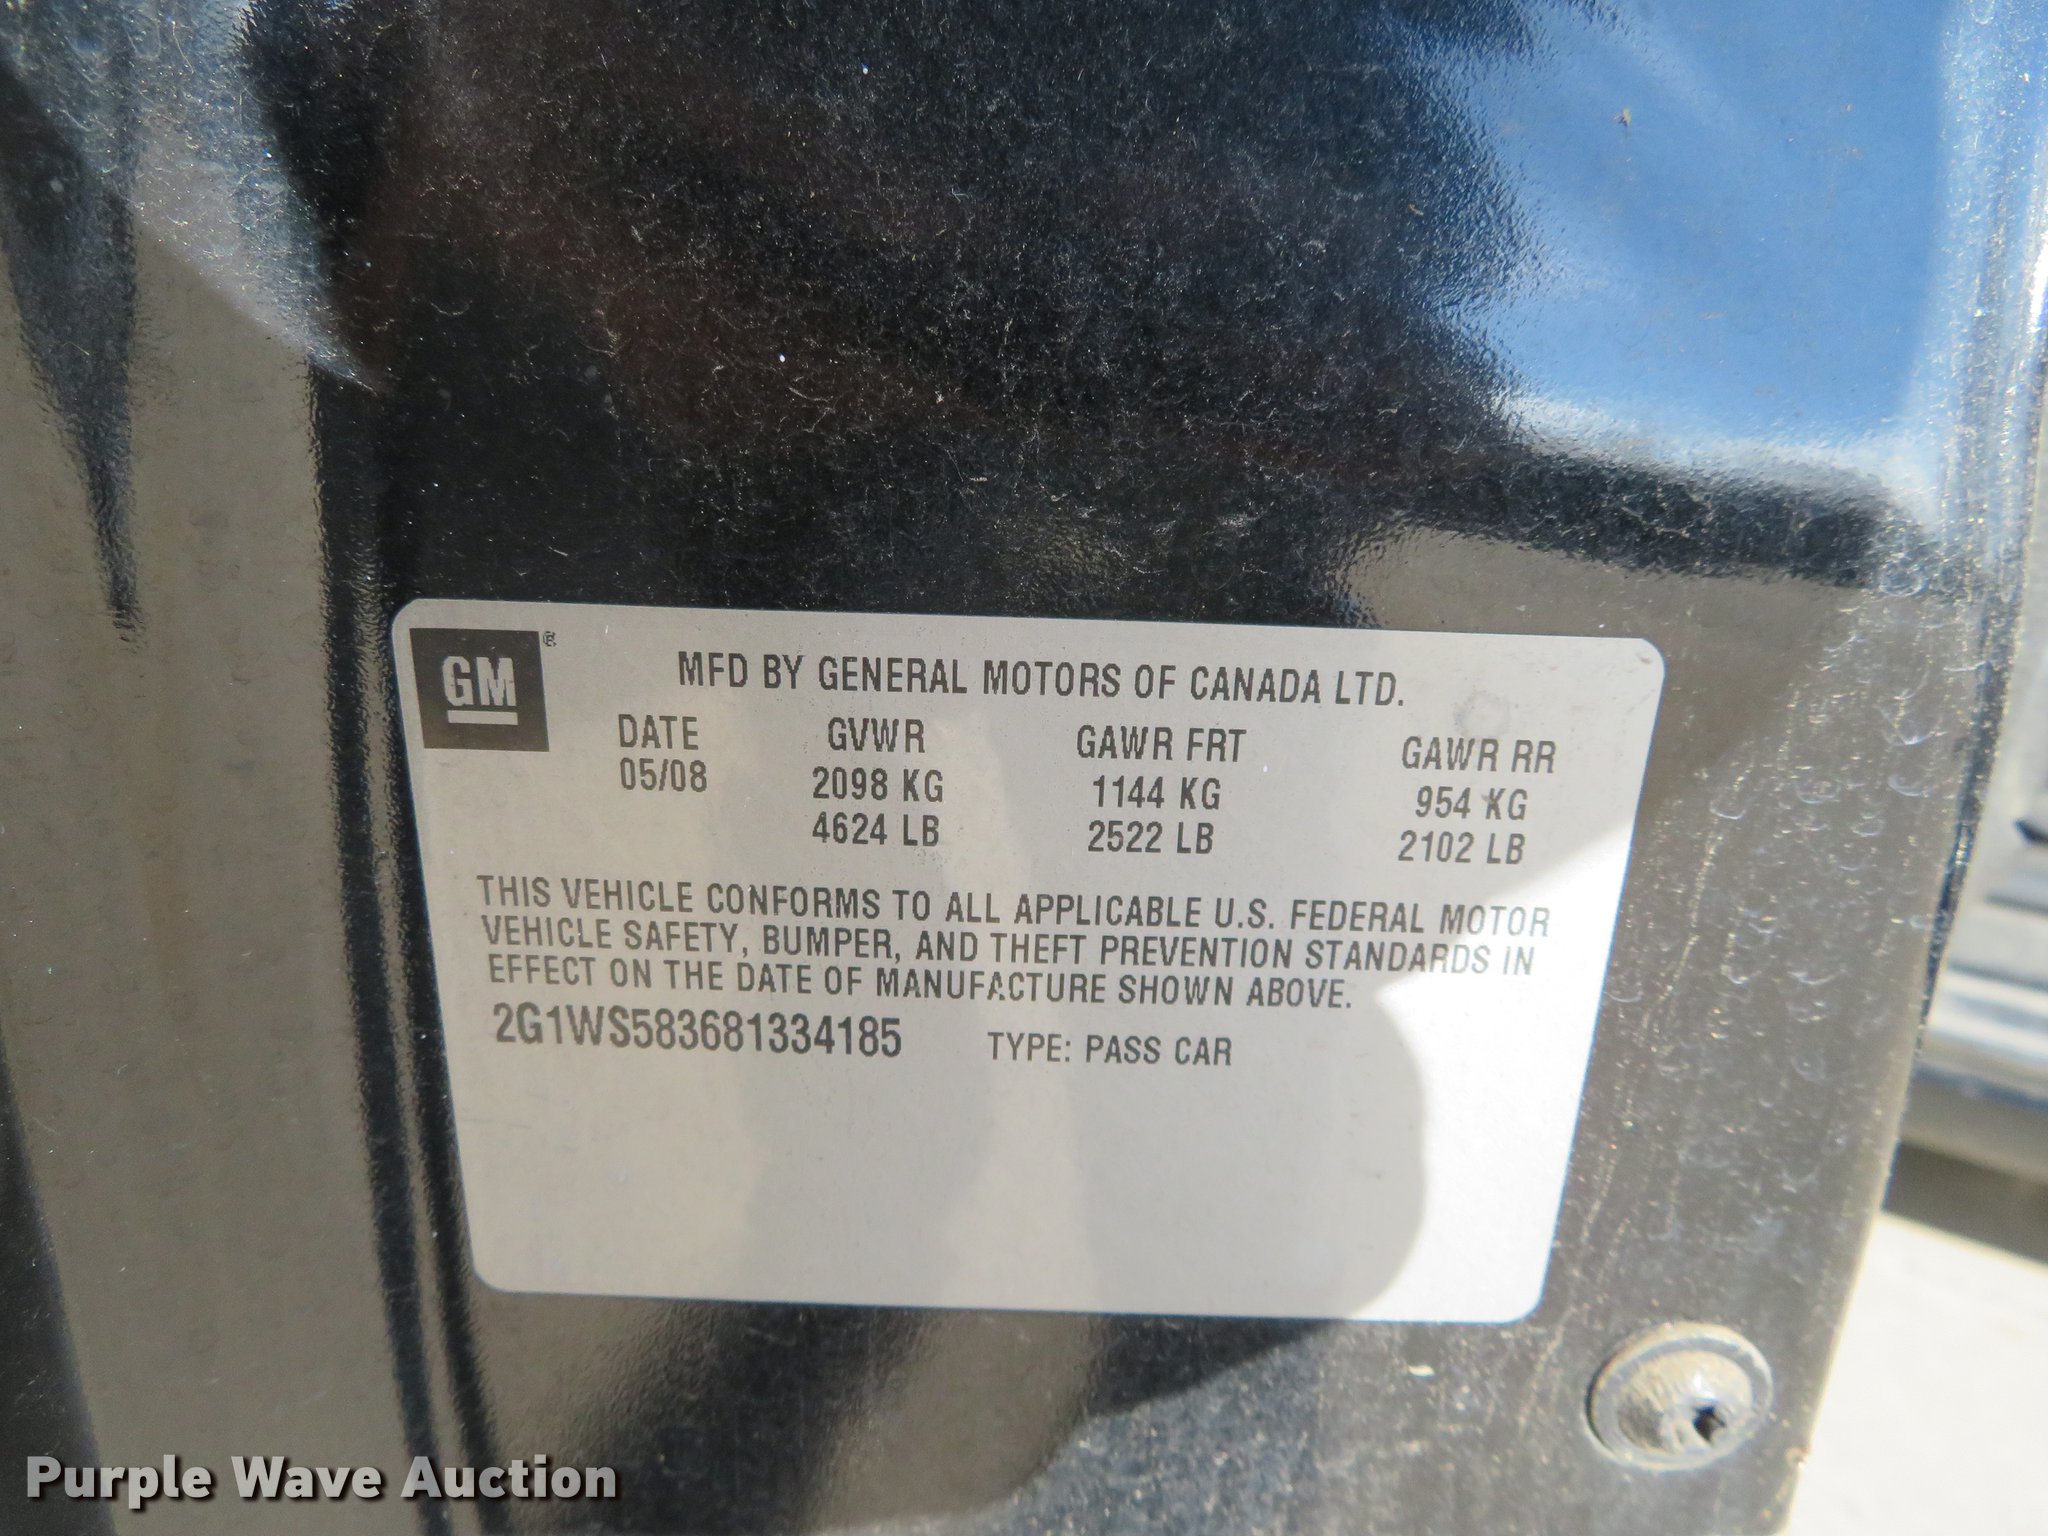 GM®
MFD BY GENERAL MOTORS OF CANADA LTD.
DATE GVWR GAWR FRT GAWR RR
05/08 2098 KG 1144 KG 954 KG
4624 LB 2522 LB 2102 LB
THIS VEHICLE CONFORMS TO ALL APPLICABLE U.S. FEDERAL MOTOR
VEHICLE SAFETY, BUMPER, AND THEFT PREVENTION STANDARDS IN
EFFECT ON THE DATE OF MANUFACTURE SHOWN ABOVE.
2G1WS583681334185 TYPE: PASS CAR
Purple Wave Auction